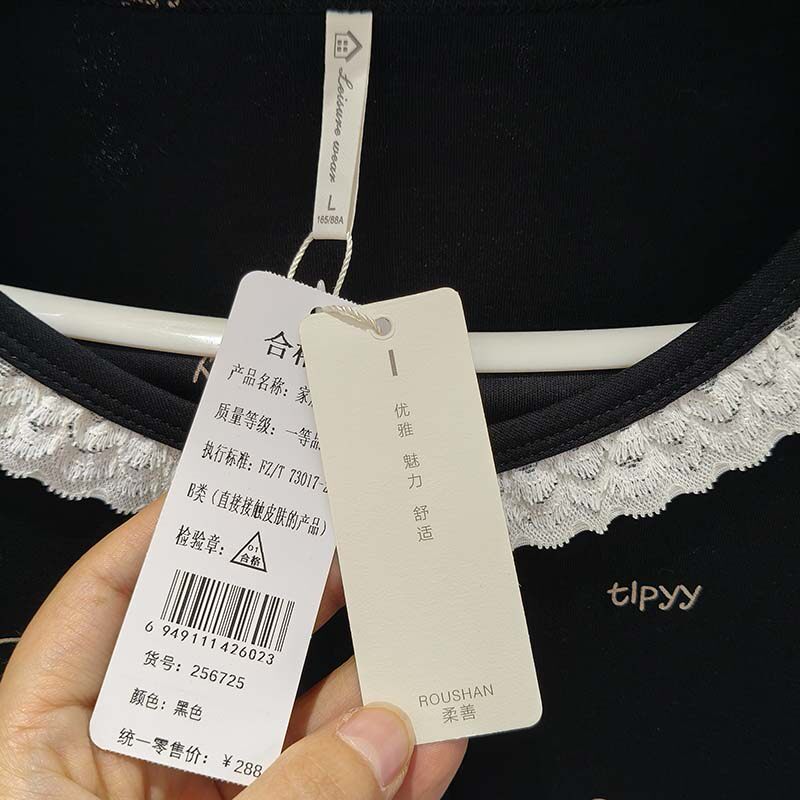 Leisure wear
L
165/88A
合格
产品名称：家
质量等级：一等品
执行标准：FZ/T 73017-
B类（直接接触皮肤的产品）
检验章：
01
合格
6 949111 426023
货号：256725
颜色：黑色
统一零售价：￥288
优雅 魅力 舒适
ROUSHAN
柔善
tlpyy